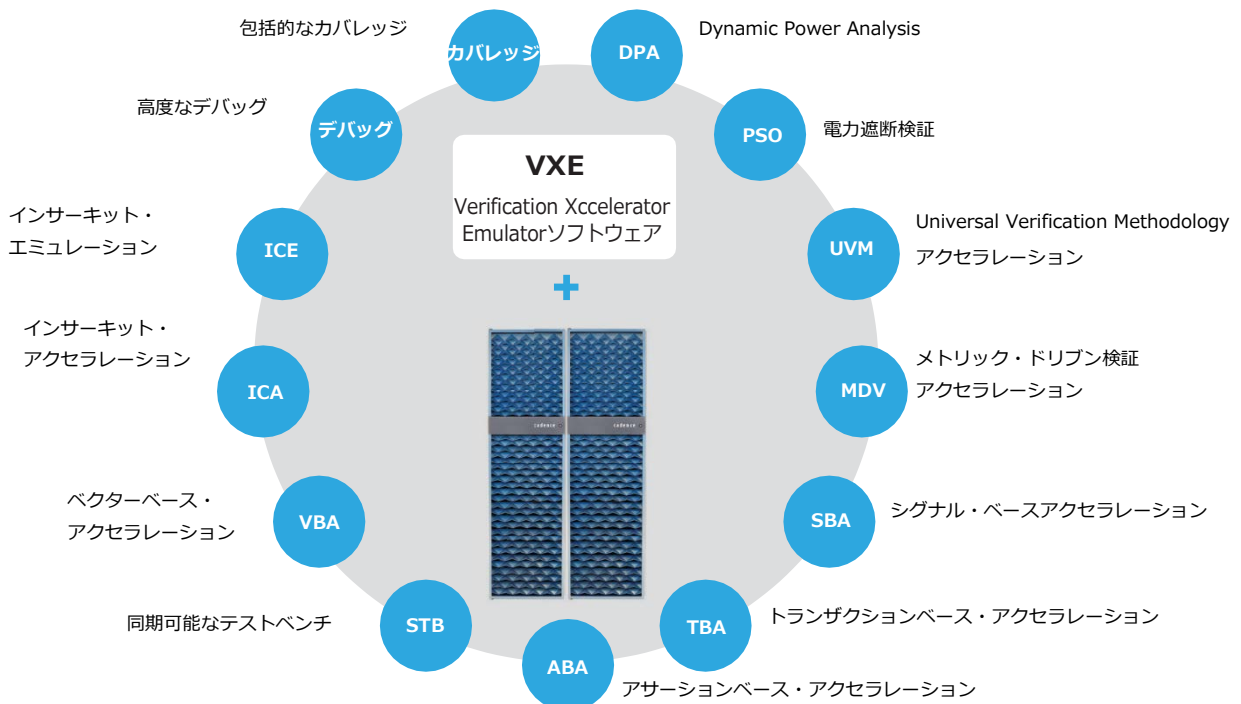 包括的なカバレッジ
カバレッジ
DPA
Dynamic Power Analysis
高度なデバッグ
デバッグ
PSO
電力遮断検証
VXE
Verification Xccelerator
Emulatorソフトウェア
インサーキット・
エミュレーション
ICE
UVM
Universal Verification Methodology
アクセラレーション
インサーキット・
アクセラレーション
ICA
MDV
メトリック・ドリブン検証
アクセラレーション
cadence
cadence
ベクターベース・
アクセラレーション
VBA
SBA
シグナル・ベースアクセラレーション
同期可能なテストベンチ
STB
TBA
トランザクションベース・アクセラレーション
ABA
アサーションベース・アクセラレーション